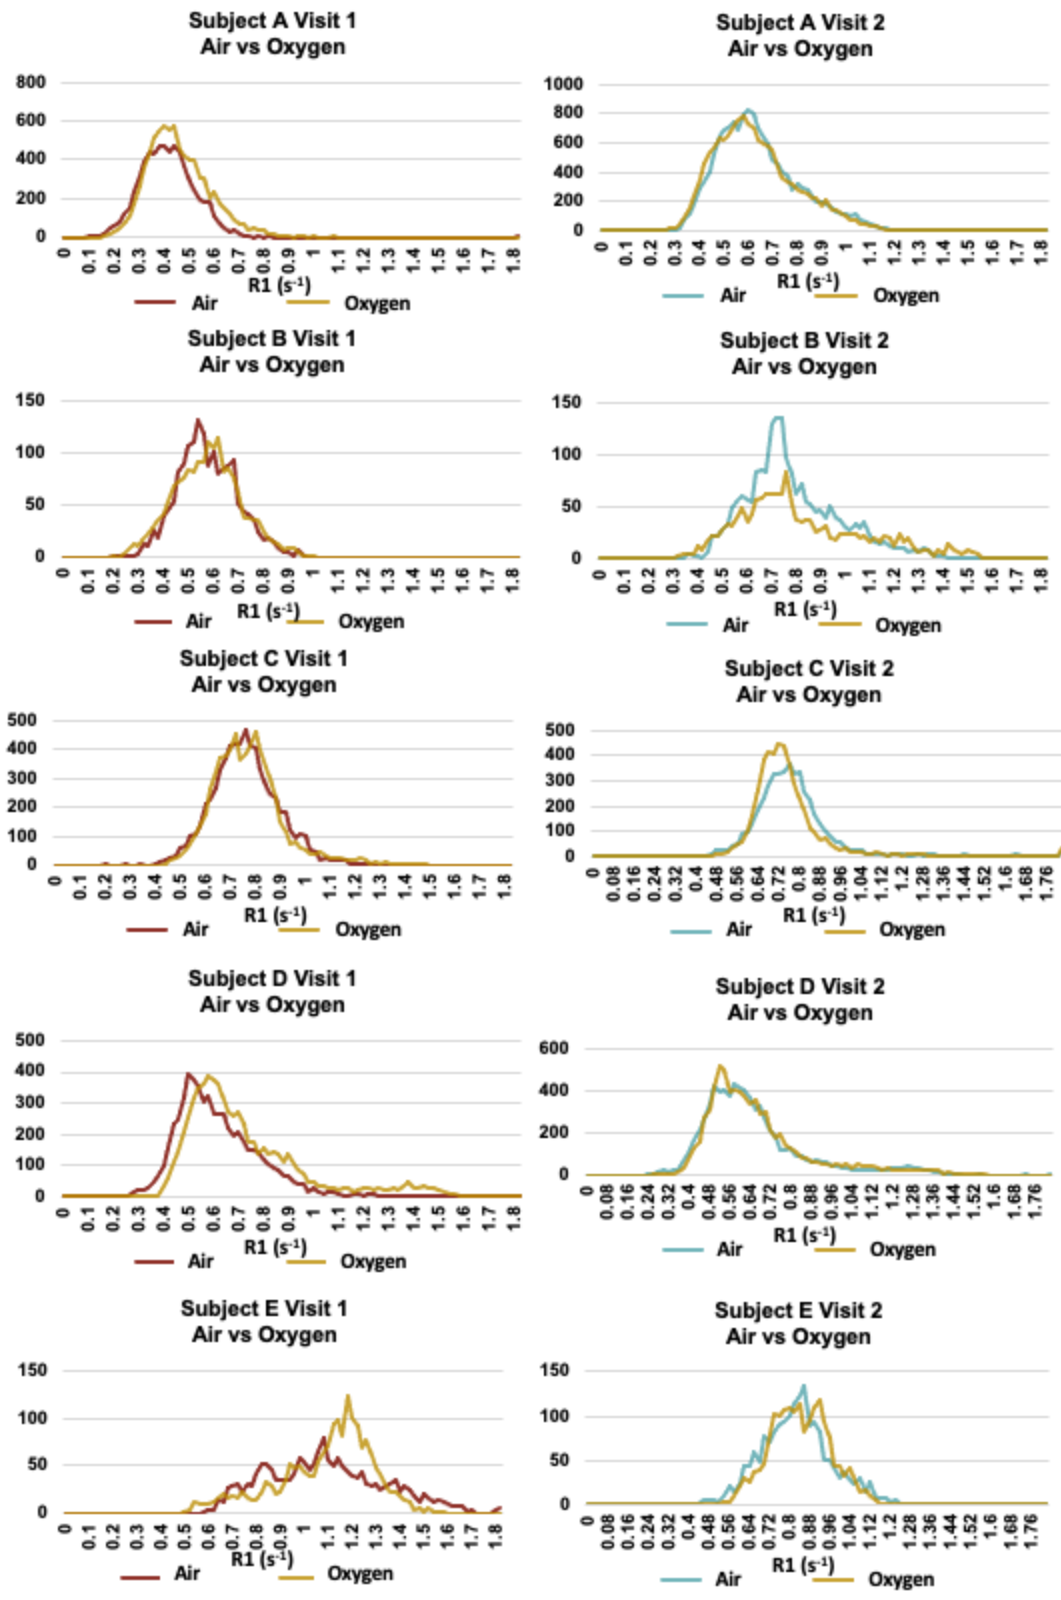 Subject A Visit 1
Air vs Oxygen
800
600
400
200
0
0 0.1 0.2 0.3 0.4 0.5 0.6 0.7 0.8 0.9 1 1.1 1.2 1.3 1.4 1.5 1.6 1.7 1.8
R1 (s⁻¹)
Air Oxygen
Subject A Visit 2
Air vs Oxygen
1000
800
600
400
200
0
0 0.1 0.2 0.3 0.4 0.5 0.6 0.7 0.8 0.9 1 1.1 1.2 1.3 1.4 1.5 1.6 1.7 1.8
R1 (s⁻¹)
Air Oxygen
Subject B Visit 1
Air vs Oxygen
150
100
50
0
0 0.1 0.2 0.3 0.4 0.5 0.6 0.7 0.8 0.9 1 1.1 1.2 1.3 1.4 1.5 1.6 1.7 1.8
R1 (s⁻¹)
Air Oxygen
Subject B Visit 2
Air vs Oxygen
150
100
50
0
0 0.1 0.2 0.3 0.4 0.5 0.6 0.7 0.8 0.9 1 1.1 1.2 1.3 1.4 1.5 1.6 1.7 1.8
R1 (s⁻¹)
Air Oxygen
Subject C Visit 1
Air vs Oxygen
500
400
300
200
100
0
0 0.1 0.2 0.3 0.4 0.5 0.6 0.7 0.8 0.9 1 1.1 1.2 1.3 1.4 1.5 1.6 1.7 1.8
R1 (s⁻¹)
Air Oxygen
Subject C Visit 2
Air vs Oxygen
500
400
300
200
100
0
0 0.08 0.16 0.24 0.32 0.4 0.48 0.56 0.64 0.72 0.8 0.88 0.96 1.04 1.12 1.2 1.28 1.36 1.44 1.52 1.6 1.68 1.76
R1 (s⁻¹)
Air Oxygen
Subject D Visit 1
Air vs Oxygen
500
400
300
200
100
0
0 0.1 0.2 0.3 0.4 0.5 0.6 0.7 0.8 0.9 1 1.1 1.2 1.3 1.4 1.5 1.6 1.7 1.8
R1 (s⁻¹)
Air Oxygen
Subject D Visit 2
Air vs Oxygen
600
400
200
0
0 0.08 0.16 0.24 0.32 0.4 0.48 0.56 0.64 0.72 0.8 0.88 0.96 1.04 1.12 1.2 1.28 1.36 1.44 1.52 1.6 1.68 1.76
R1 (s⁻¹)
Air Oxygen
Subject E Visit 1
Air vs Oxygen
150
100
50
0
0 0.1 0.2 0.3 0.4 0.5 0.6 0.7 0.8 0.9 1 1.1 1.2 1.3 1.4 1.5 1.6 1.7 1.8
R1 (s⁻¹)
Air Oxygen
Subject E Visit 2
Air vs Oxygen
150
100
50
0
0 0.08 0.16 0.24 0.32 0.4 0.48 0.56 0.64 0.72 0.8 0.88 0.96 1.04 1.12 1.2 1.28 1.36 1.44 1.52 1.6 1.68 1.76
R1 (s⁻¹)
Air Oxygen